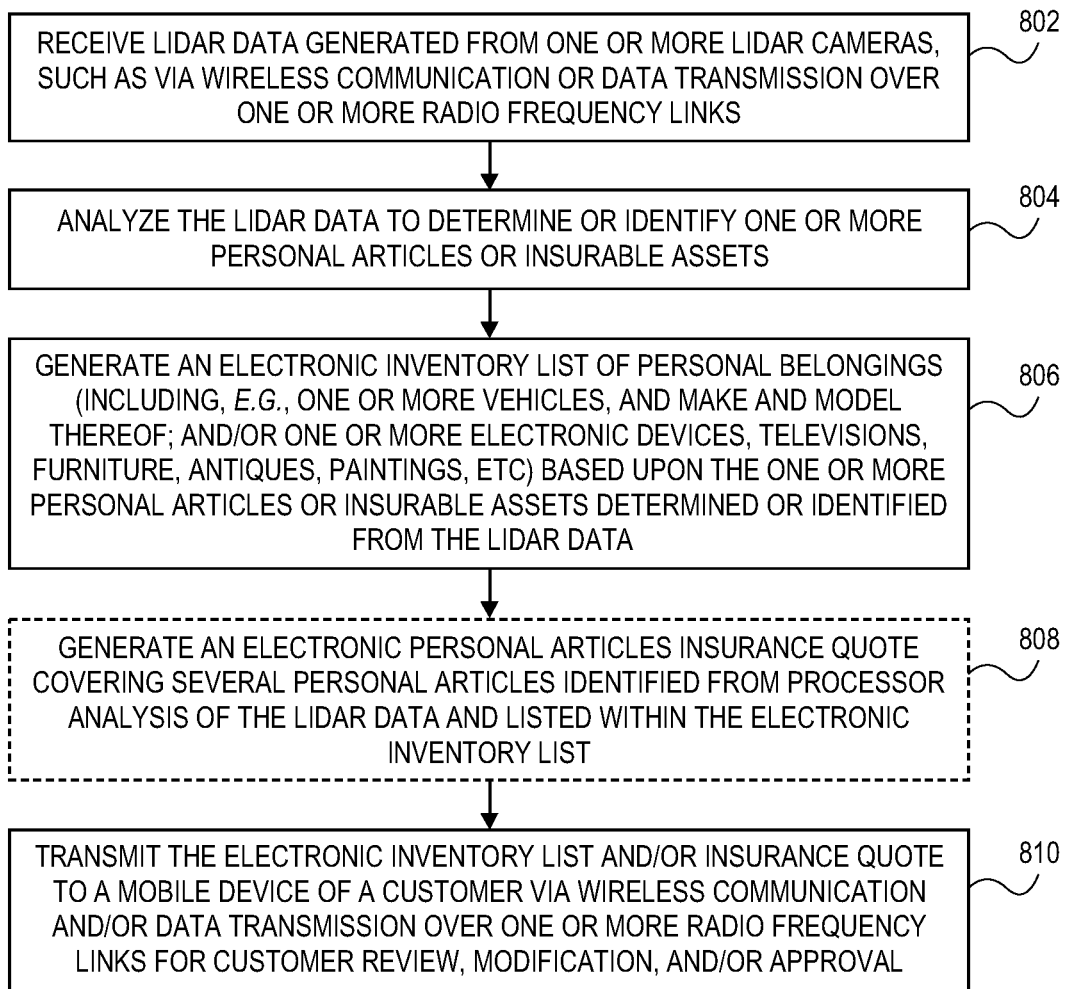 802
RECEIVE LIDAR DATA GENERATED FROM ONE OR MORE LIDAR CAMERAS,
SUCH AS VIA WIRELESS COMMUNICATION OR DATA TRANSMISSION OVER
ONE OR MORE RADIO FREQUENCY LINKS
804
ANALYZE THE LIDAR DATA TO DETERMINE OR IDENTIFY ONE OR MORE
PERSONAL ARTICLES OR INSURABLE ASSETS
806
GENERATE AN ELECTRONIC INVENTORY LIST OF PERSONAL BELONGINGS
(INCLUDING, E.G., ONE OR MORE VEHICLES, AND MAKE AND MODEL
THEREOF; AND/OR ONE OR MORE ELECTRONIC DEVICES, TELEVISIONS,
FURNITURE, ANTIQUES, PAINTINGS, ETC) BASED UPON THE ONE OR MORE
PERSONAL ARTICLES OR INSURABLE ASSETS DETERMINED OR IDENTIFIED
FROM THE LIDAR DATA
808
GENERATE AN ELECTRONIC PERSONAL ARTICLES INSURANCE QUOTE
COVERING SEVERAL PERSONAL ARTICLES IDENTIFIED FROM PROCESSOR
ANALYSIS OF THE LIDAR DATA AND LISTED WITHIN THE ELECTRONIC
INVENTORY LIST
810
TRANSMIT THE ELECTRONIC INVENTORY LIST AND/OR INSURANCE QUOTE
TO A MOBILE DEVICE OF A CUSTOMER VIA WIRELESS COMMUNICATION
AND/OR DATA TRANSMISSION OVER ONE OR MORE RADIO FREQUENCY
LINKS FOR CUSTOMER REVIEW, MODIFICATION, AND/OR APPROVAL